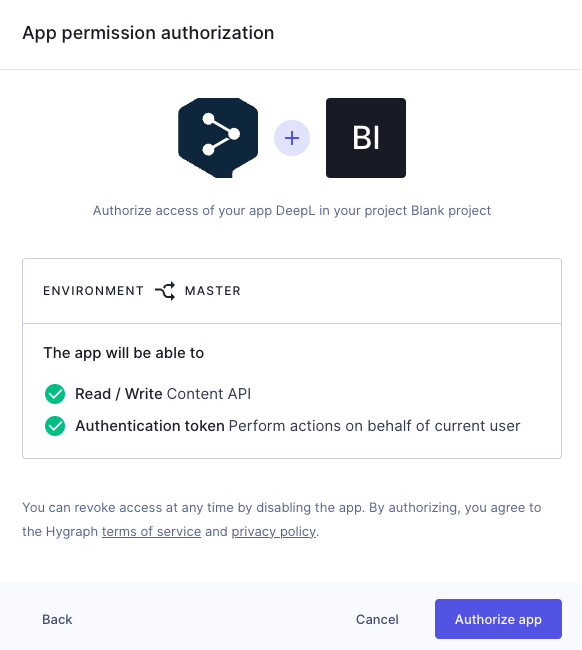 App permission authorization
BI
Authorize access of your app DeepL in your project Blank project
ENVIRONMENT MASTER
The app will be able to
Read / Write Content API
Authentication token Perform actions on behalf of current user
You can revoke access at any time by disabling the app. By authorizing, you agree to
the Hygraph terms of service and privacy policy.
Back Cancel Authorize app